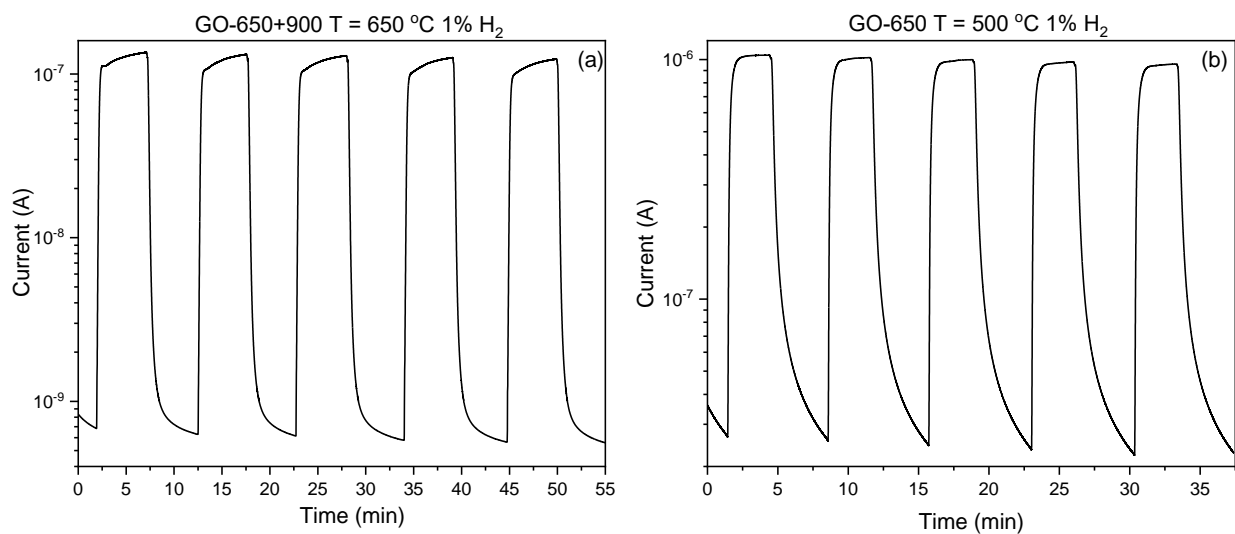 GO-650+900 T = 650 °C 1% H₂
(a)
10⁻⁷
10⁻⁸
10⁻⁹
Current (A)
0 5 10 15 20 25 30 35 40 45 50 55
Time (min)
GO-650 T = 500 °C 1% H₂
(b)
10⁻⁶
10⁻⁷
Current (A)
0 5 10 15 20 25 30 35
Time (min)